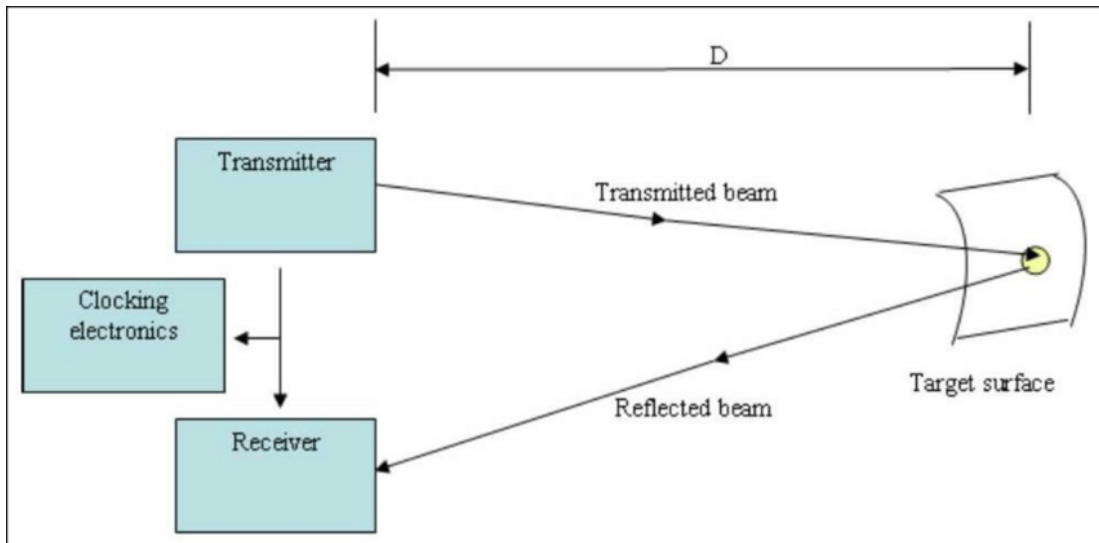 D
Transmitter
Transmitted beam
Clocking
electronics
Target surface
Reflected beam
Receiver